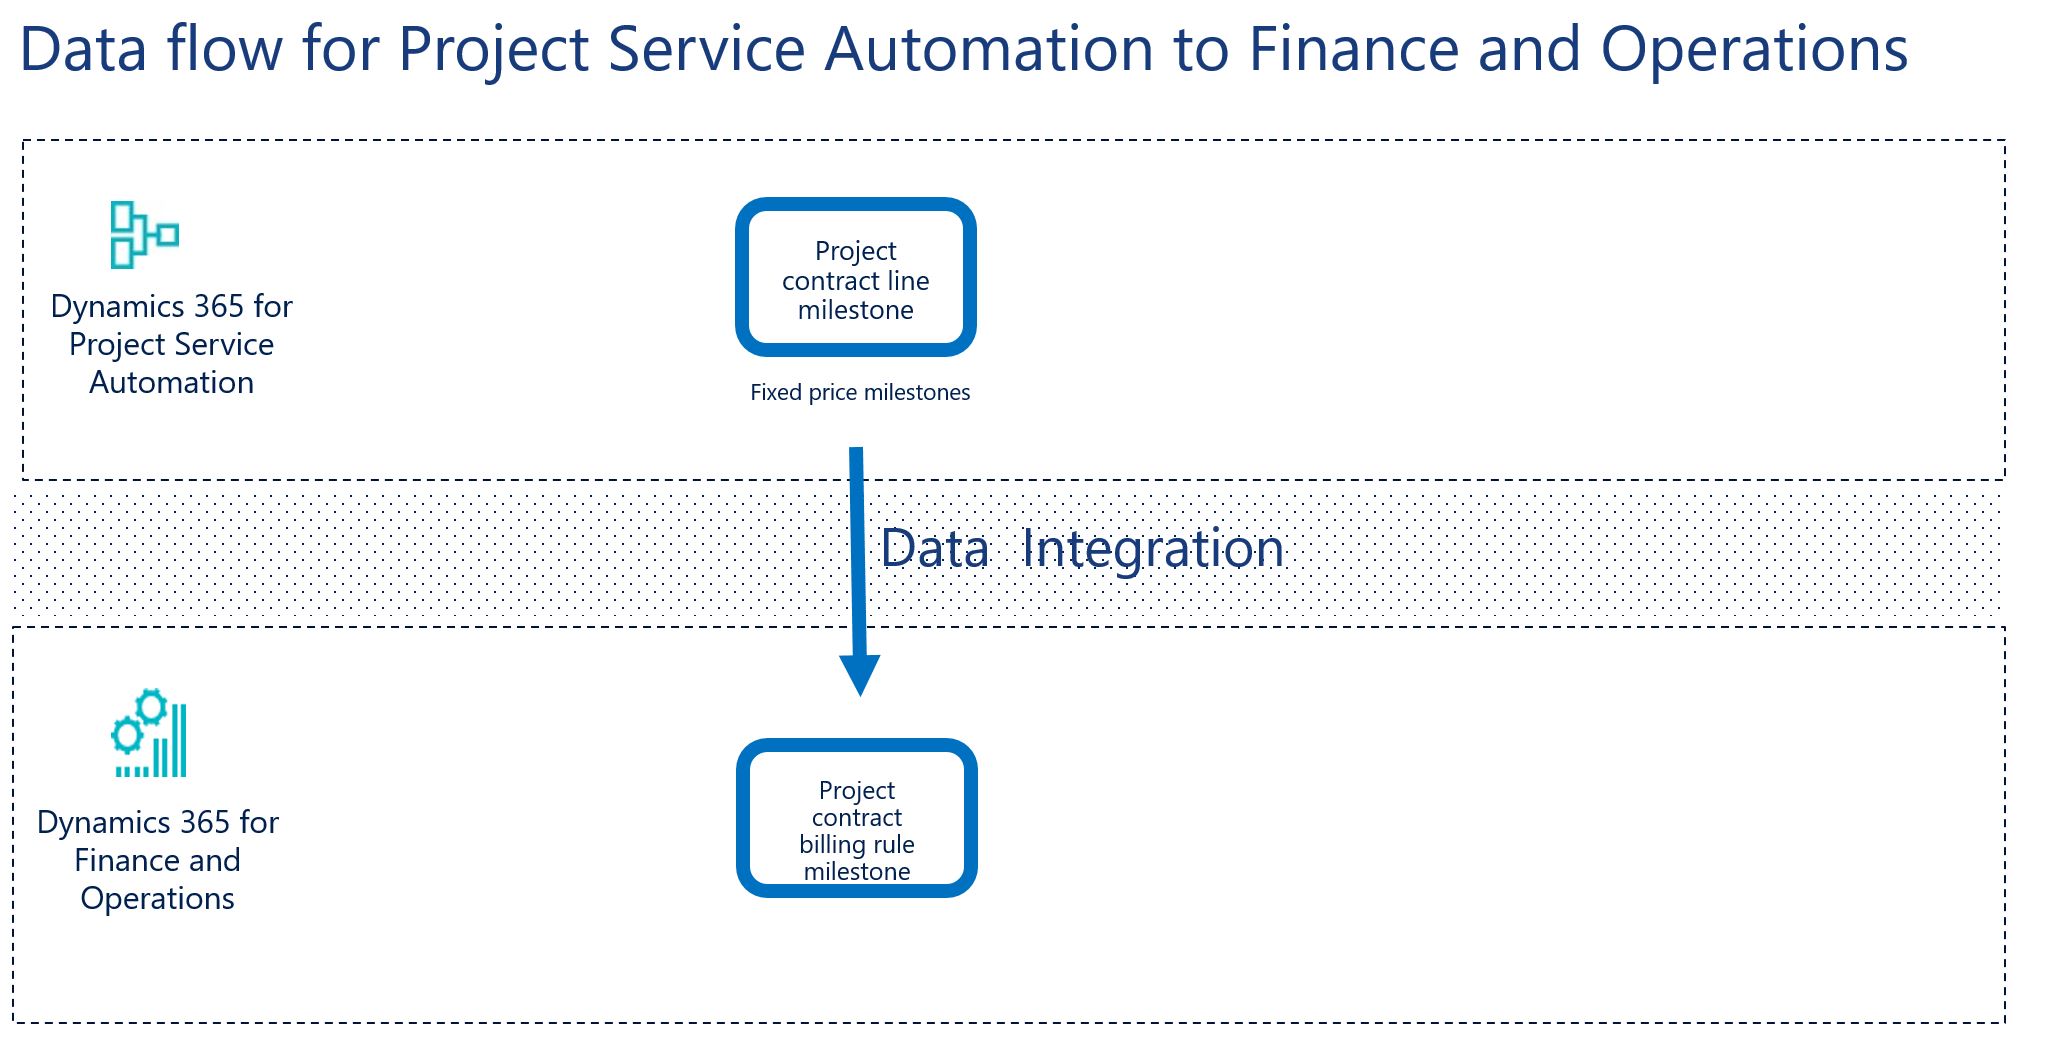 Data flow for Project Service Automation to Finance and Operations
Dynamics 365 for
Project Service
Automation
Project
contract line
milestone
Fixed price milestones
Data Integration
Dynamics 365 for
Finance and
Operations
Project
contract
billing rule
milestone